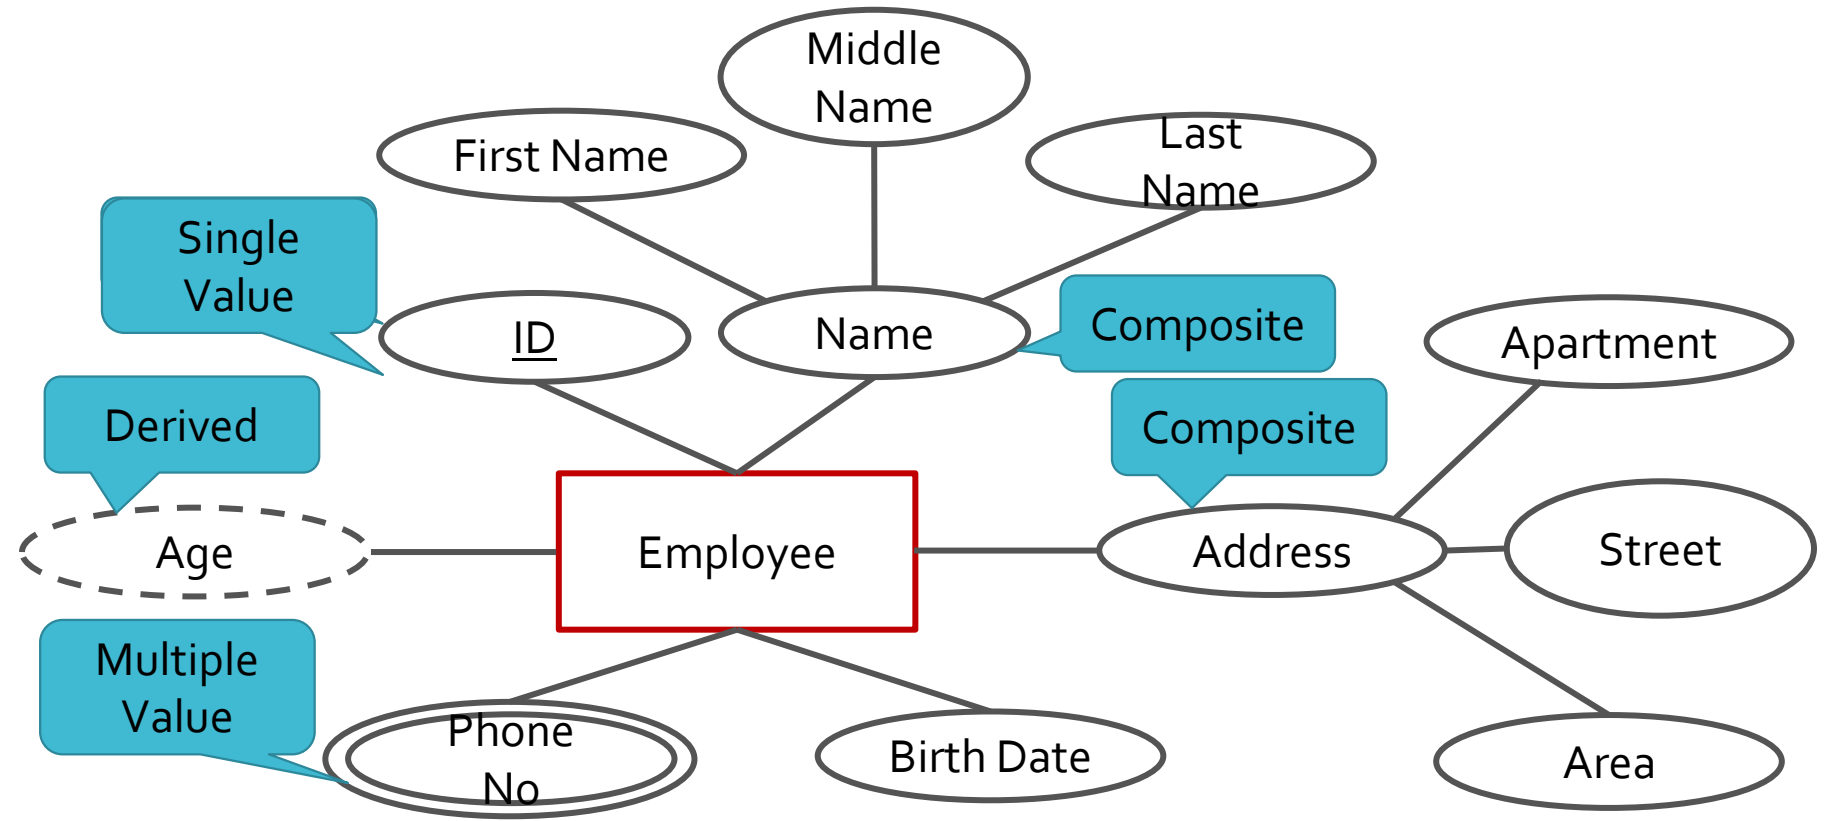 Middle
Name
First Name
Last
Name
Single
Value
ID
Name
Composite
Apartment
Derived
Composite
Age
Employee
Address
Street
Multiple
Value
Phone
No
Birth Date
Area